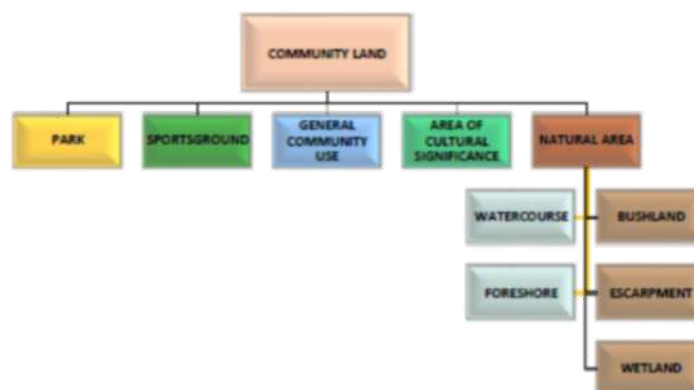 COMMUNITY LAND
PARK
SPORTSGROUND
GENERAL
COMMUNITY
USE
AREA OF
CULTURAL
SIGNIFICANCE
NATURAL AREA
WATERCOURSE
BUSHLAND
FORESHORE
ESCARPMENT
WETLAND